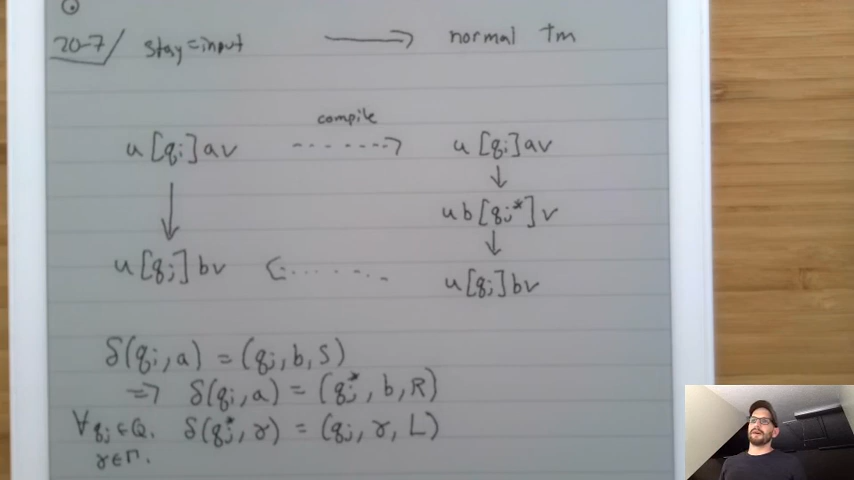 20-7/ stay=input ⟶ normal Tm
compile
u[qᵢ]av ⇢ u[qᵢ]av
↓ ↓
ub[qⱼ*]v
↓
u[qⱼ]bv ⇠ u[qⱼ]bv
δ(qᵢ,a) = (qⱼ,b,S)
=> δ(qᵢ,a) = (qⱼ*,b,R)
∀qⱼ∈Q. δ(qⱼ*,γ) = (qⱼ,γ,L)
γ∈Γ.